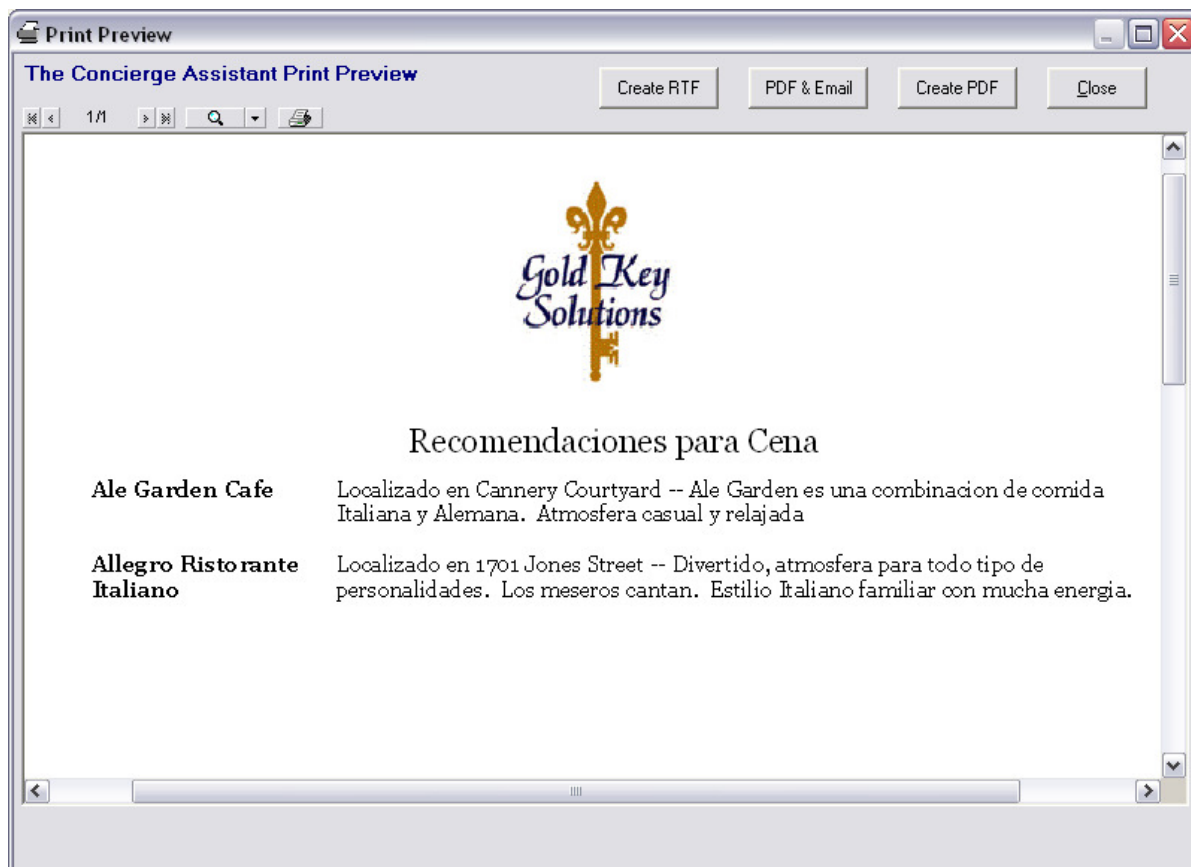 Print Preview
The Concierge Assistant Print Preview
Create RTF
PDF & Email
Create PDF
Close
1/1
Gold Key
Solutions
Recomendaciones para Cena
Ale Garden Cafe
Localizado en Cannery Courtyard -- Ale Garden es una combinacion de comida
Italiana y Alemana.  Atmosfera casual y relajada
Allegro Ristorante
Italiano
Localizado en 1701 Jones Street -- Divertido, atmosfera para todo tipo de
personalidades.  Los meseros cantan.  Estilio Italiano familiar con mucha energia.